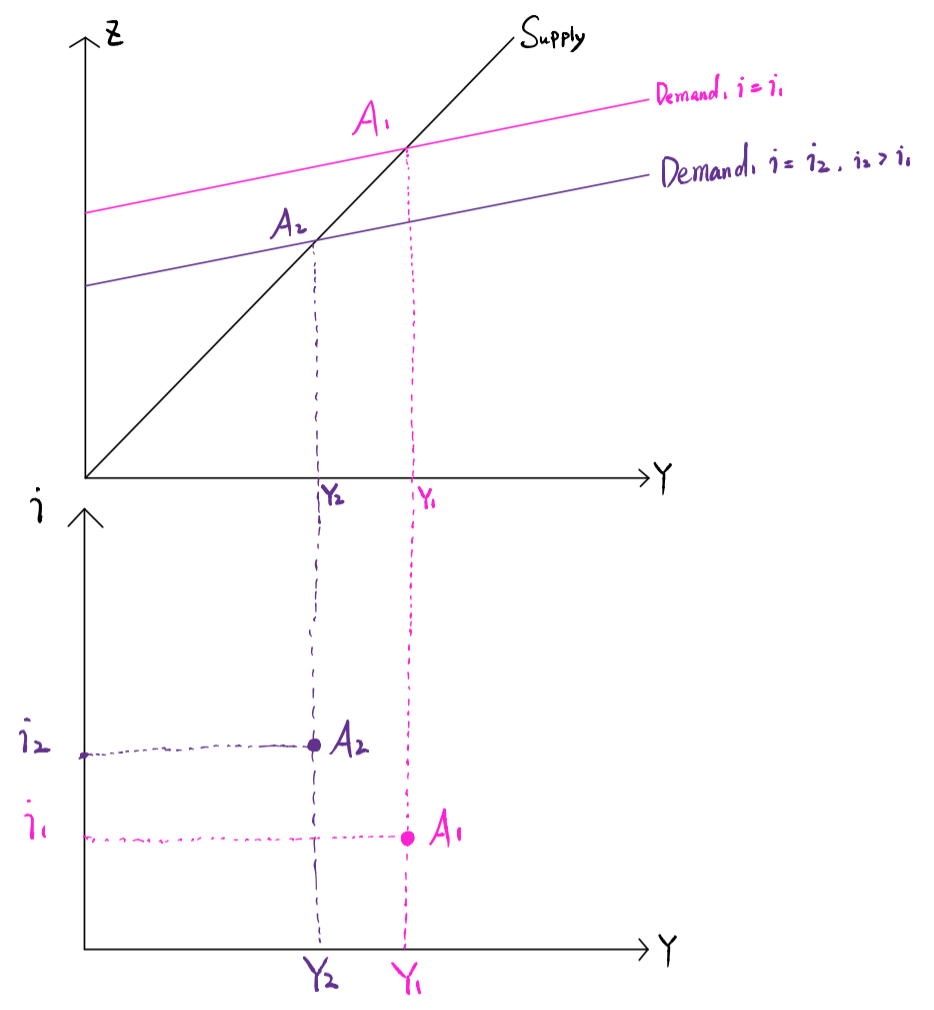 Z
Supply
Demand, i = i₁
A₁
Demand, i = i₂, i₂ > i₁
A₂
Y
Y₂
Y₁
i
i₂
A₂
i₁
A₁
Y
Y₂
Y₁